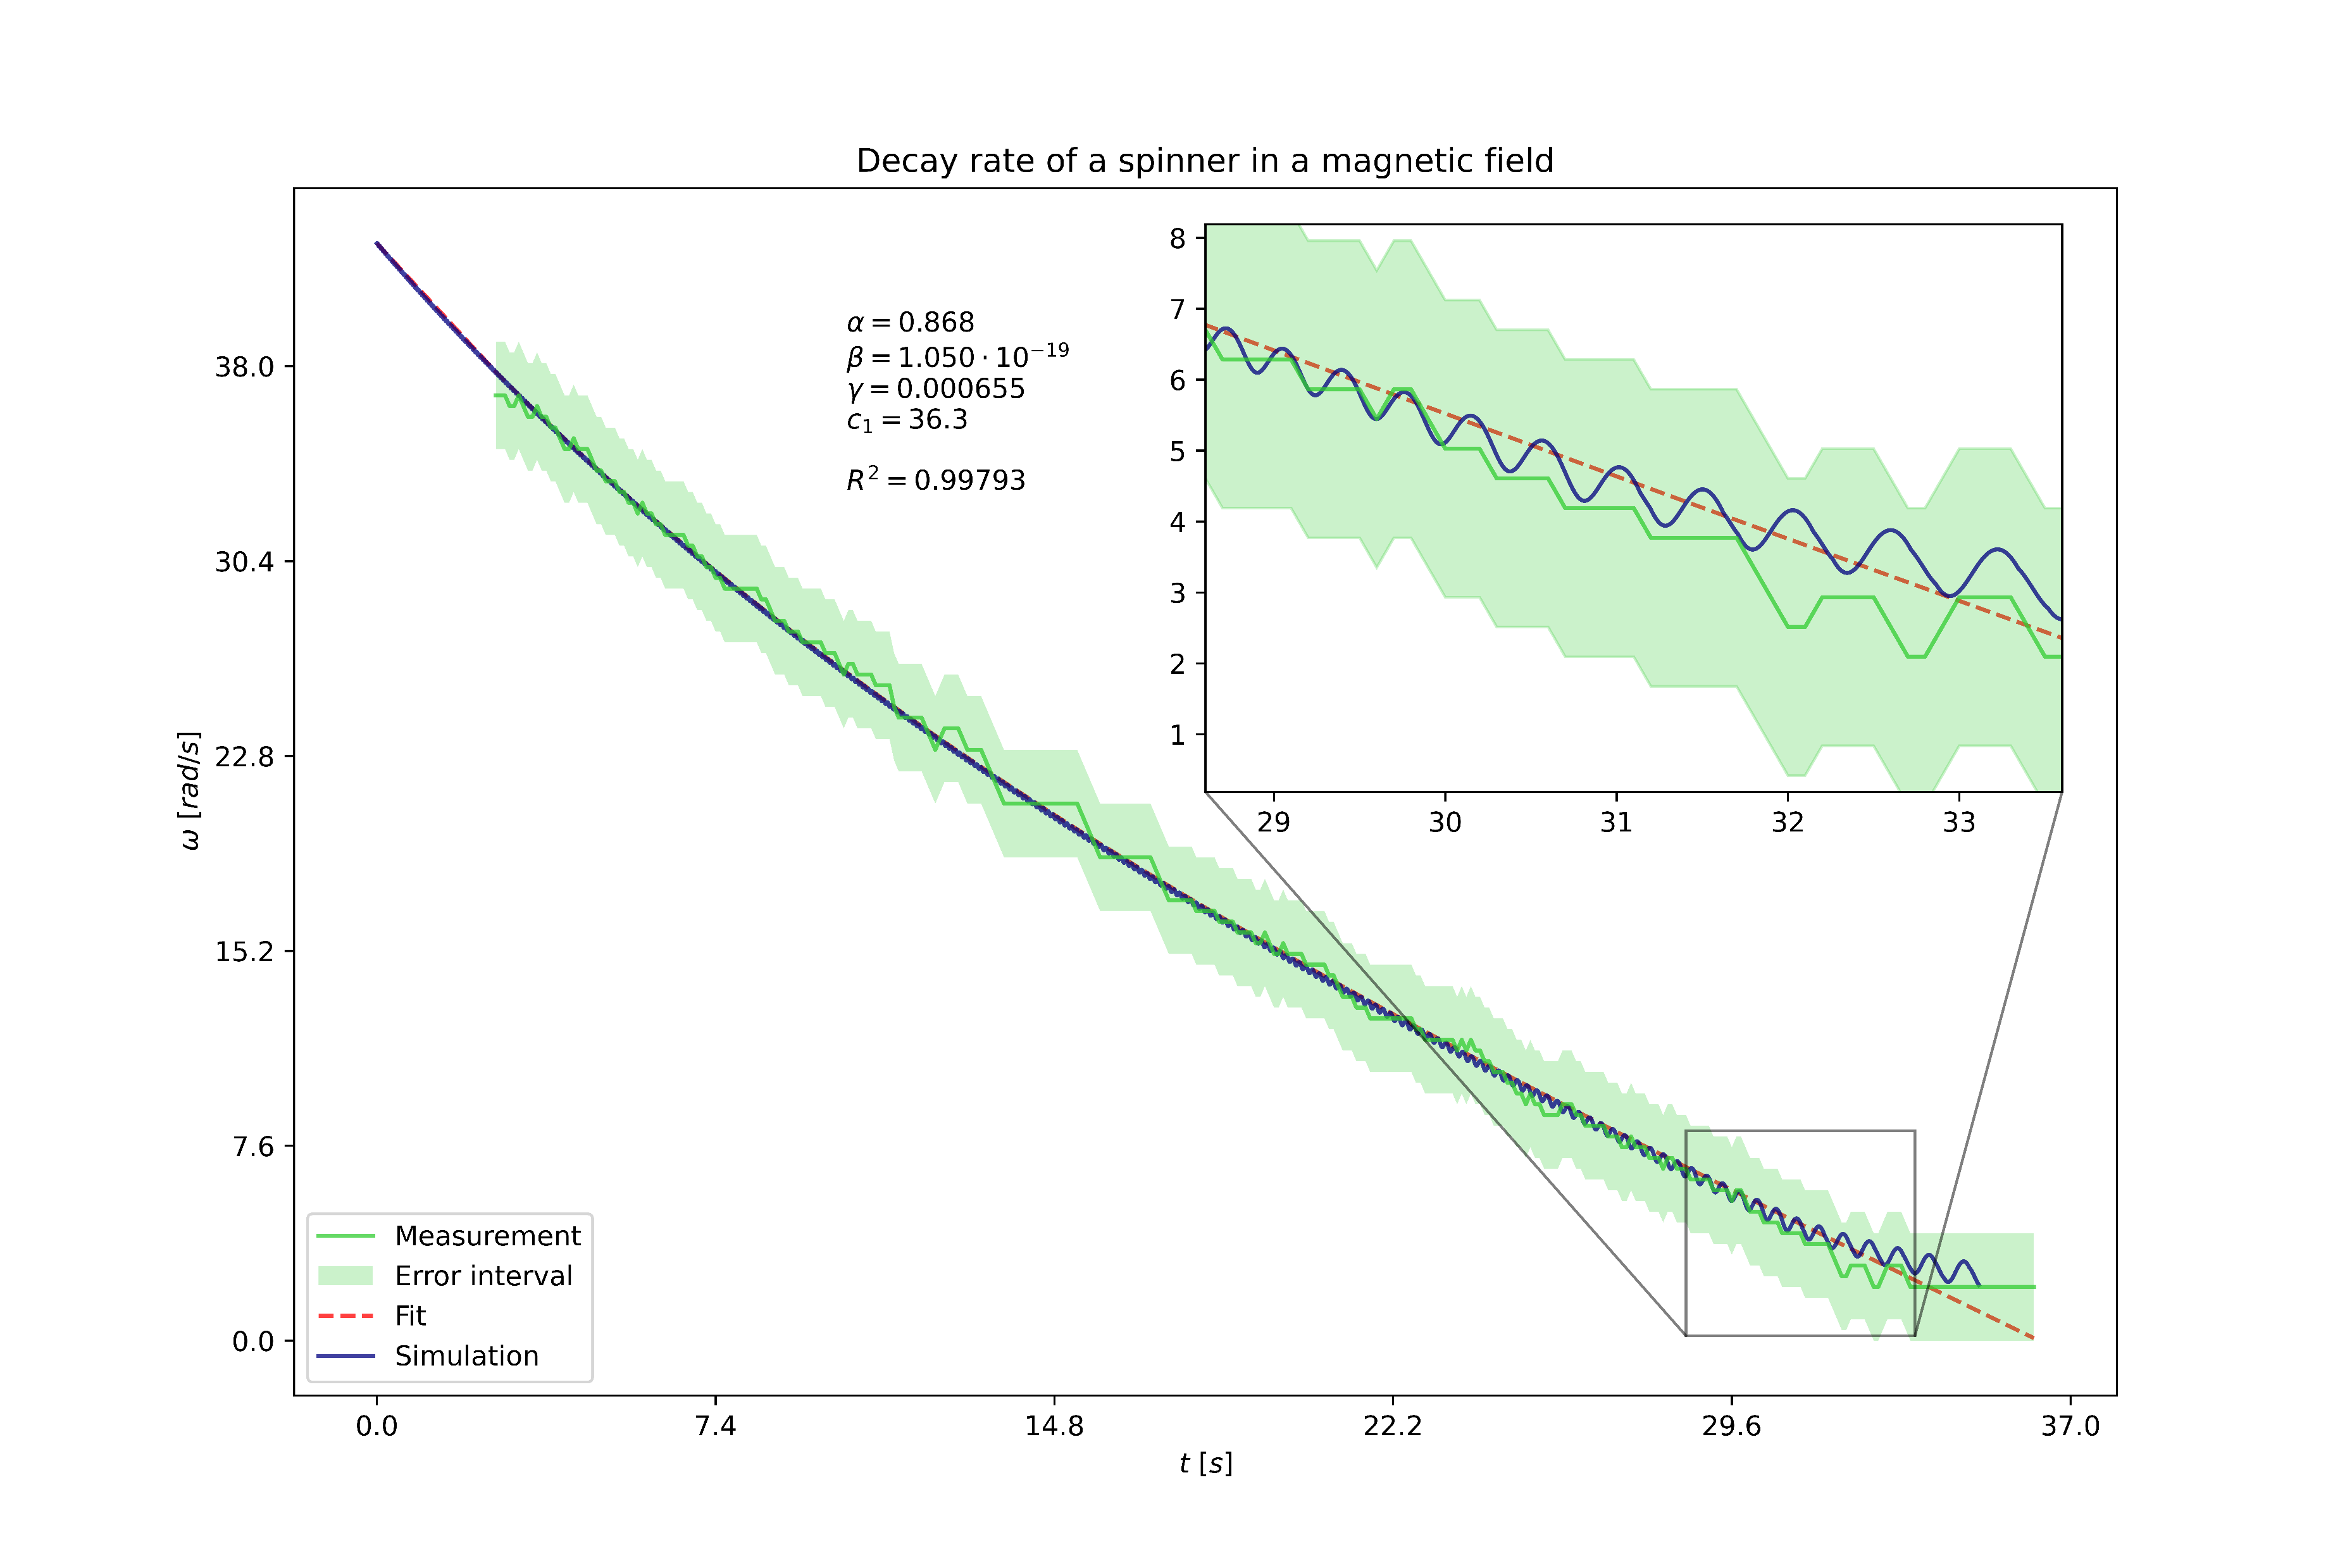 Decay rate of a spinner in a magnetic field
α = 0.868
β = 1.050 · 10⁻¹⁹
γ = 0.000655
c₁ = 36.3
R² = 0.99793
8
7
6
5
4
3
2
1
29 30 31 32 33
ω [rad/s]
38.0
30.4
22.8
15.2
7.6
0.0
Measurement
Error interval
Fit
Simulation
0.0 7.4 14.8 22.2 29.6 37.0
t [s]